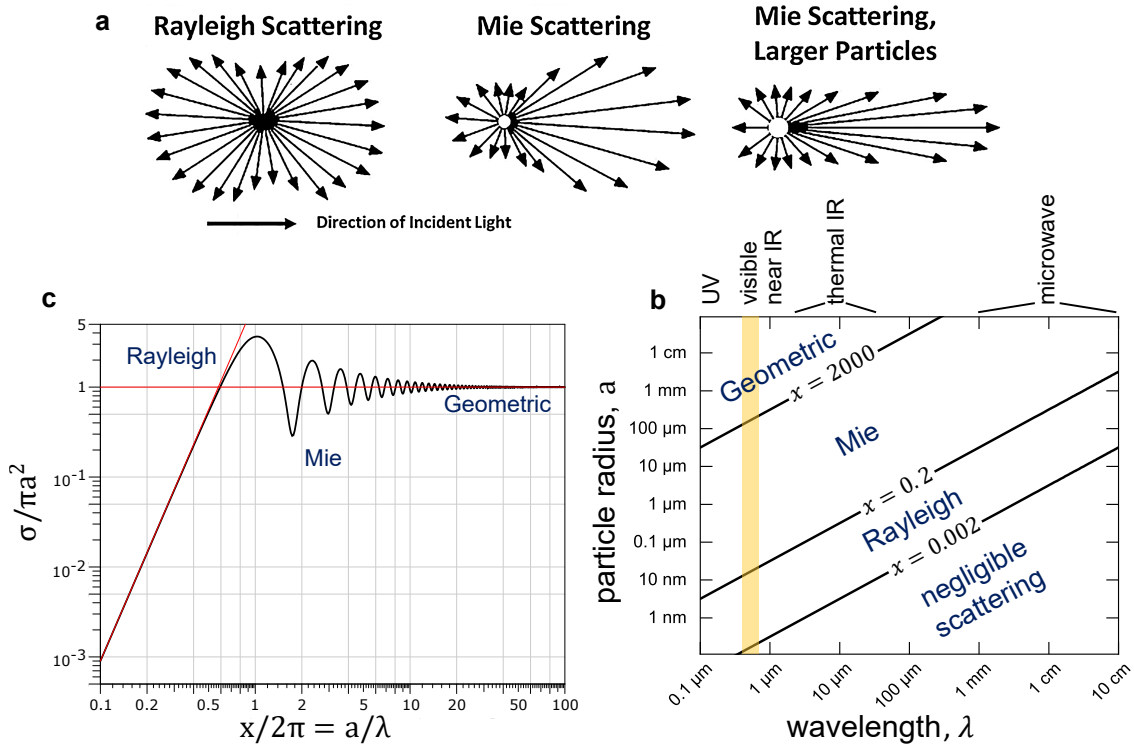 a
Rayleigh Scattering
Mie Scattering
Mie Scattering,
Larger Particles
Direction of Incident Light
c
σ/πa²
5
1
10⁻¹
10⁻²
10⁻³
Rayleigh
Mie
Geometric
0.1 0.2 0.5 1 2 5 10 20 50 100
x/2π = a/λ
b
UV
visible
near IR
thermal IR
microwave
particle radius, a
1 cm
1 mm
100 μm
10 μm
1 μm
0.1 μm
10 nm
1 nm
Geometric
x = 2000
Mie
x = 0.2
Rayleigh
x = 0.002
negligible
scattering
0.1 μm 1 μm 10 μm 100 μm 1 mm 1 cm 10 cm
wavelength, λ